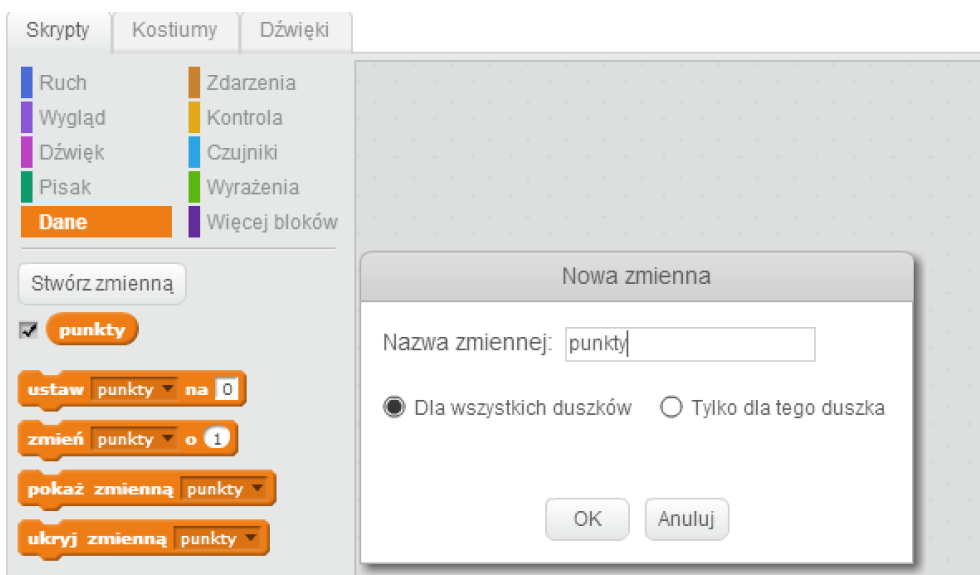 Skrypty Kostiumy Dźwięki
Ruch Zdarzenia
Wygląd Kontrola
Dźwięk Czujniki
Pisak Wyrażenia
Dane Więcej bloków
Stwórz zmienną
punkty
ustaw punkty na 0
zmień punkty o 1
pokaż zmienną punkty
ukryj zmienną punkty
Nowa zmienna
Nazwa zmiennej: punkty
Dla wszystkich duszków Tylko dla tego duszka
OK Anuluj